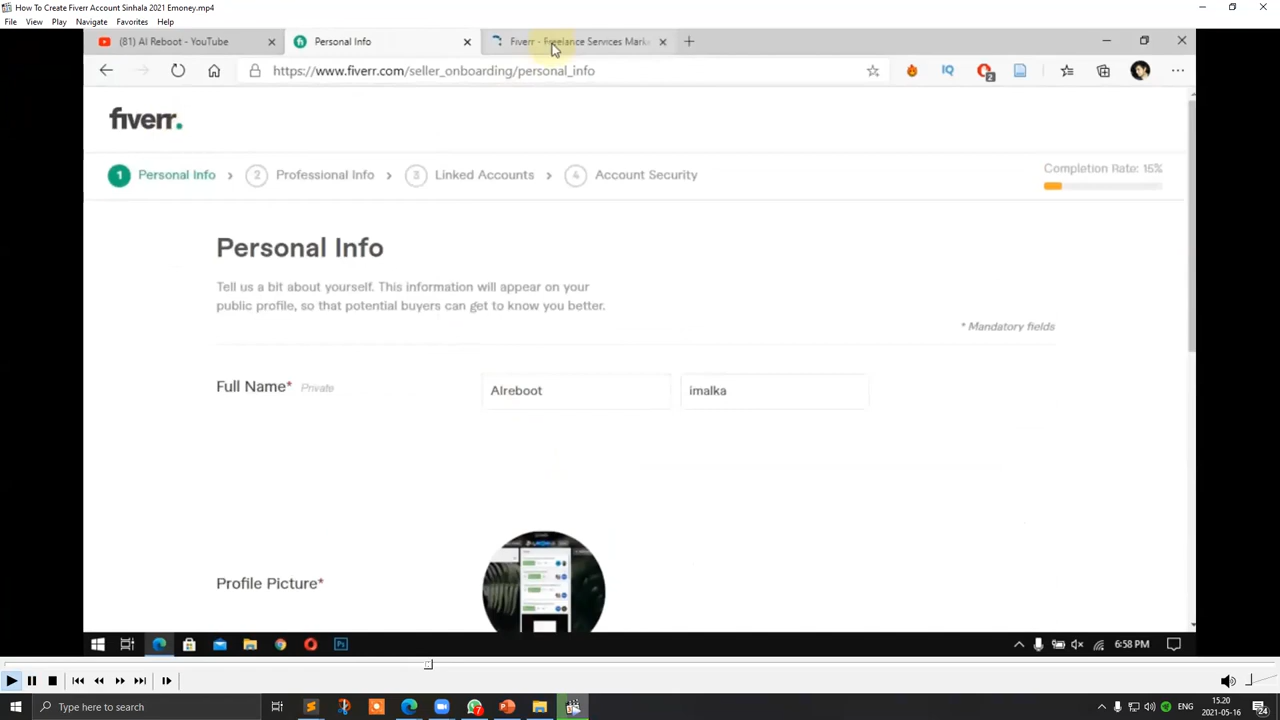 How To Create Fiverr Account Sinhala 2021 Emoney.mp4
File View Play Navigate Favorites Help
(81) AI Reboot - YouTube
Personal Info
Fiverr - Freelance Services Mark
https://www.fiverr.com/seller_onboarding/personal_info
IQ
2
fiverr.
1 Personal Info > 2 Professional Info > 3 Linked Accounts > 4 Account Security
Completion Rate: 15%
Personal Info
Tell us a bit about yourself. This information will appear on your
public profile, so that potential buyers can get to know you better.
* Mandatory fields
Full Name* Private
AIreboot
imalka
Profile Picture*
Ps
6:58 PM
Type here to search
ENG
15.20
2021-05-16
24